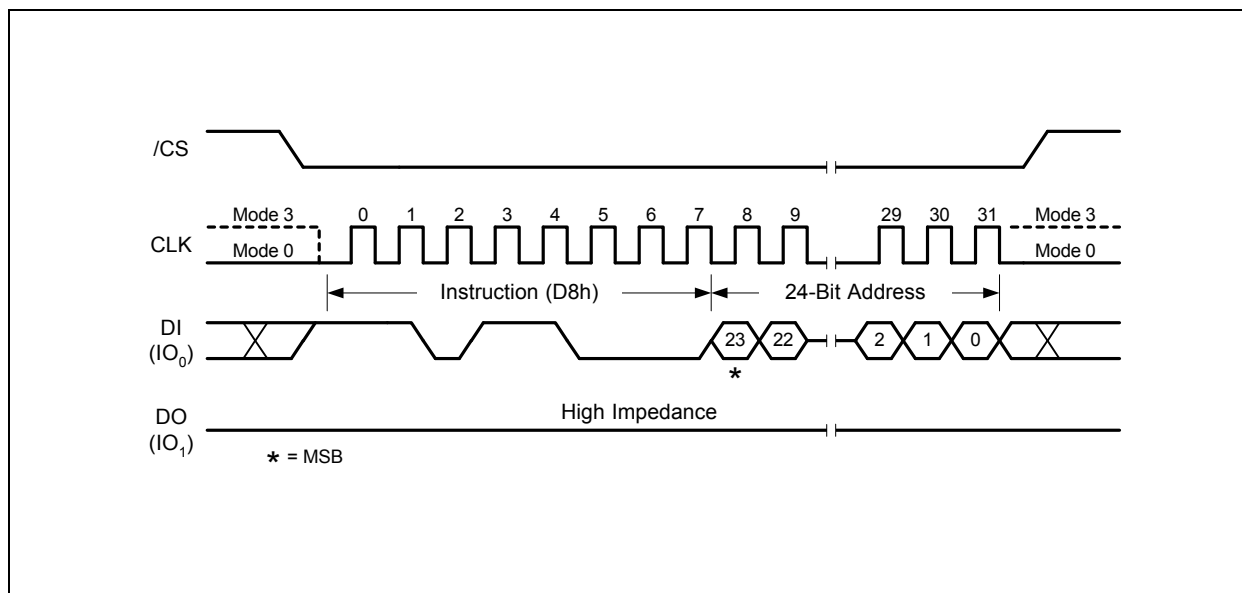 /CS
Mode 3 0 1 2 3 4 5 6 7 8 9 29 30 31 Mode 3
CLK
Mode 0 Mode 0
Instruction (D8h) 24-Bit Address
DI
(IO0)
23 22 2 1 0
*
DO
(IO1)
High Impedance
* = MSB